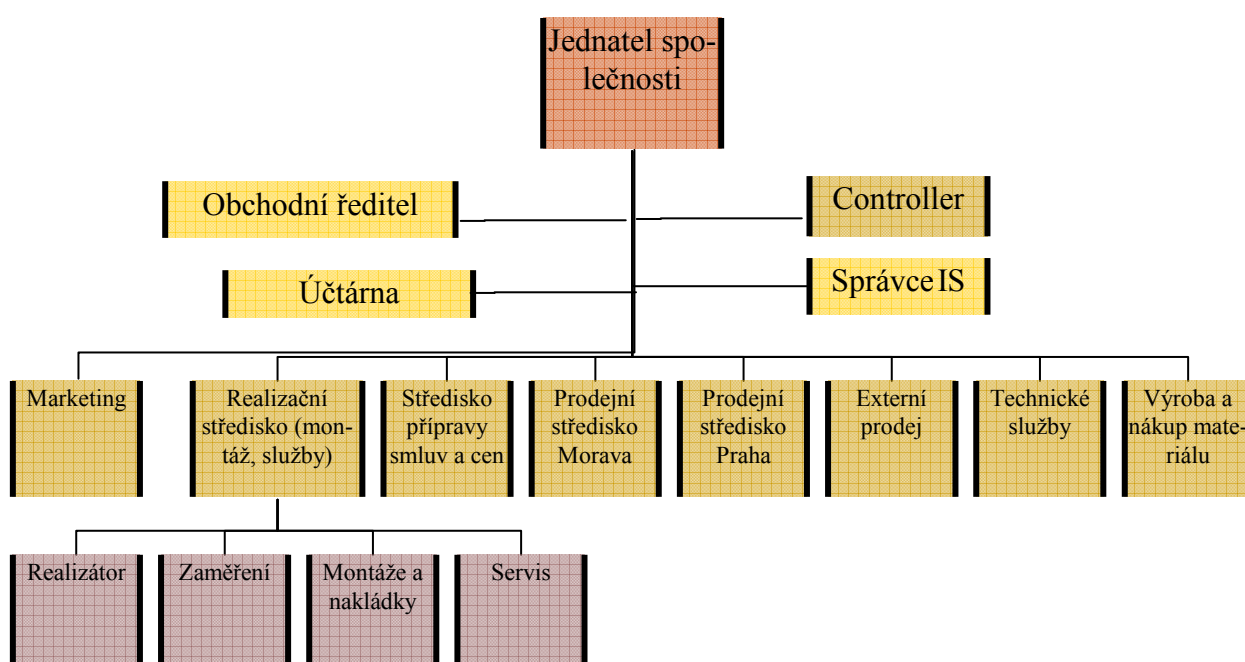 Jednatel spo-
lečnosti
Obchodní ředitel
Controller
Účtárna
Správce IS
Marketing
Realizační
středisko (mon-
táž, služby)
Středisko
přípravy
smluv a cen
Prodejní
středisko
Morava
Prodejní
středisko
Praha
Externí
prodej
Technické
služby
Výroba a
nákup mate-
riálu
Realizátor
Zaměření
Montáže a
nakládky
Servis